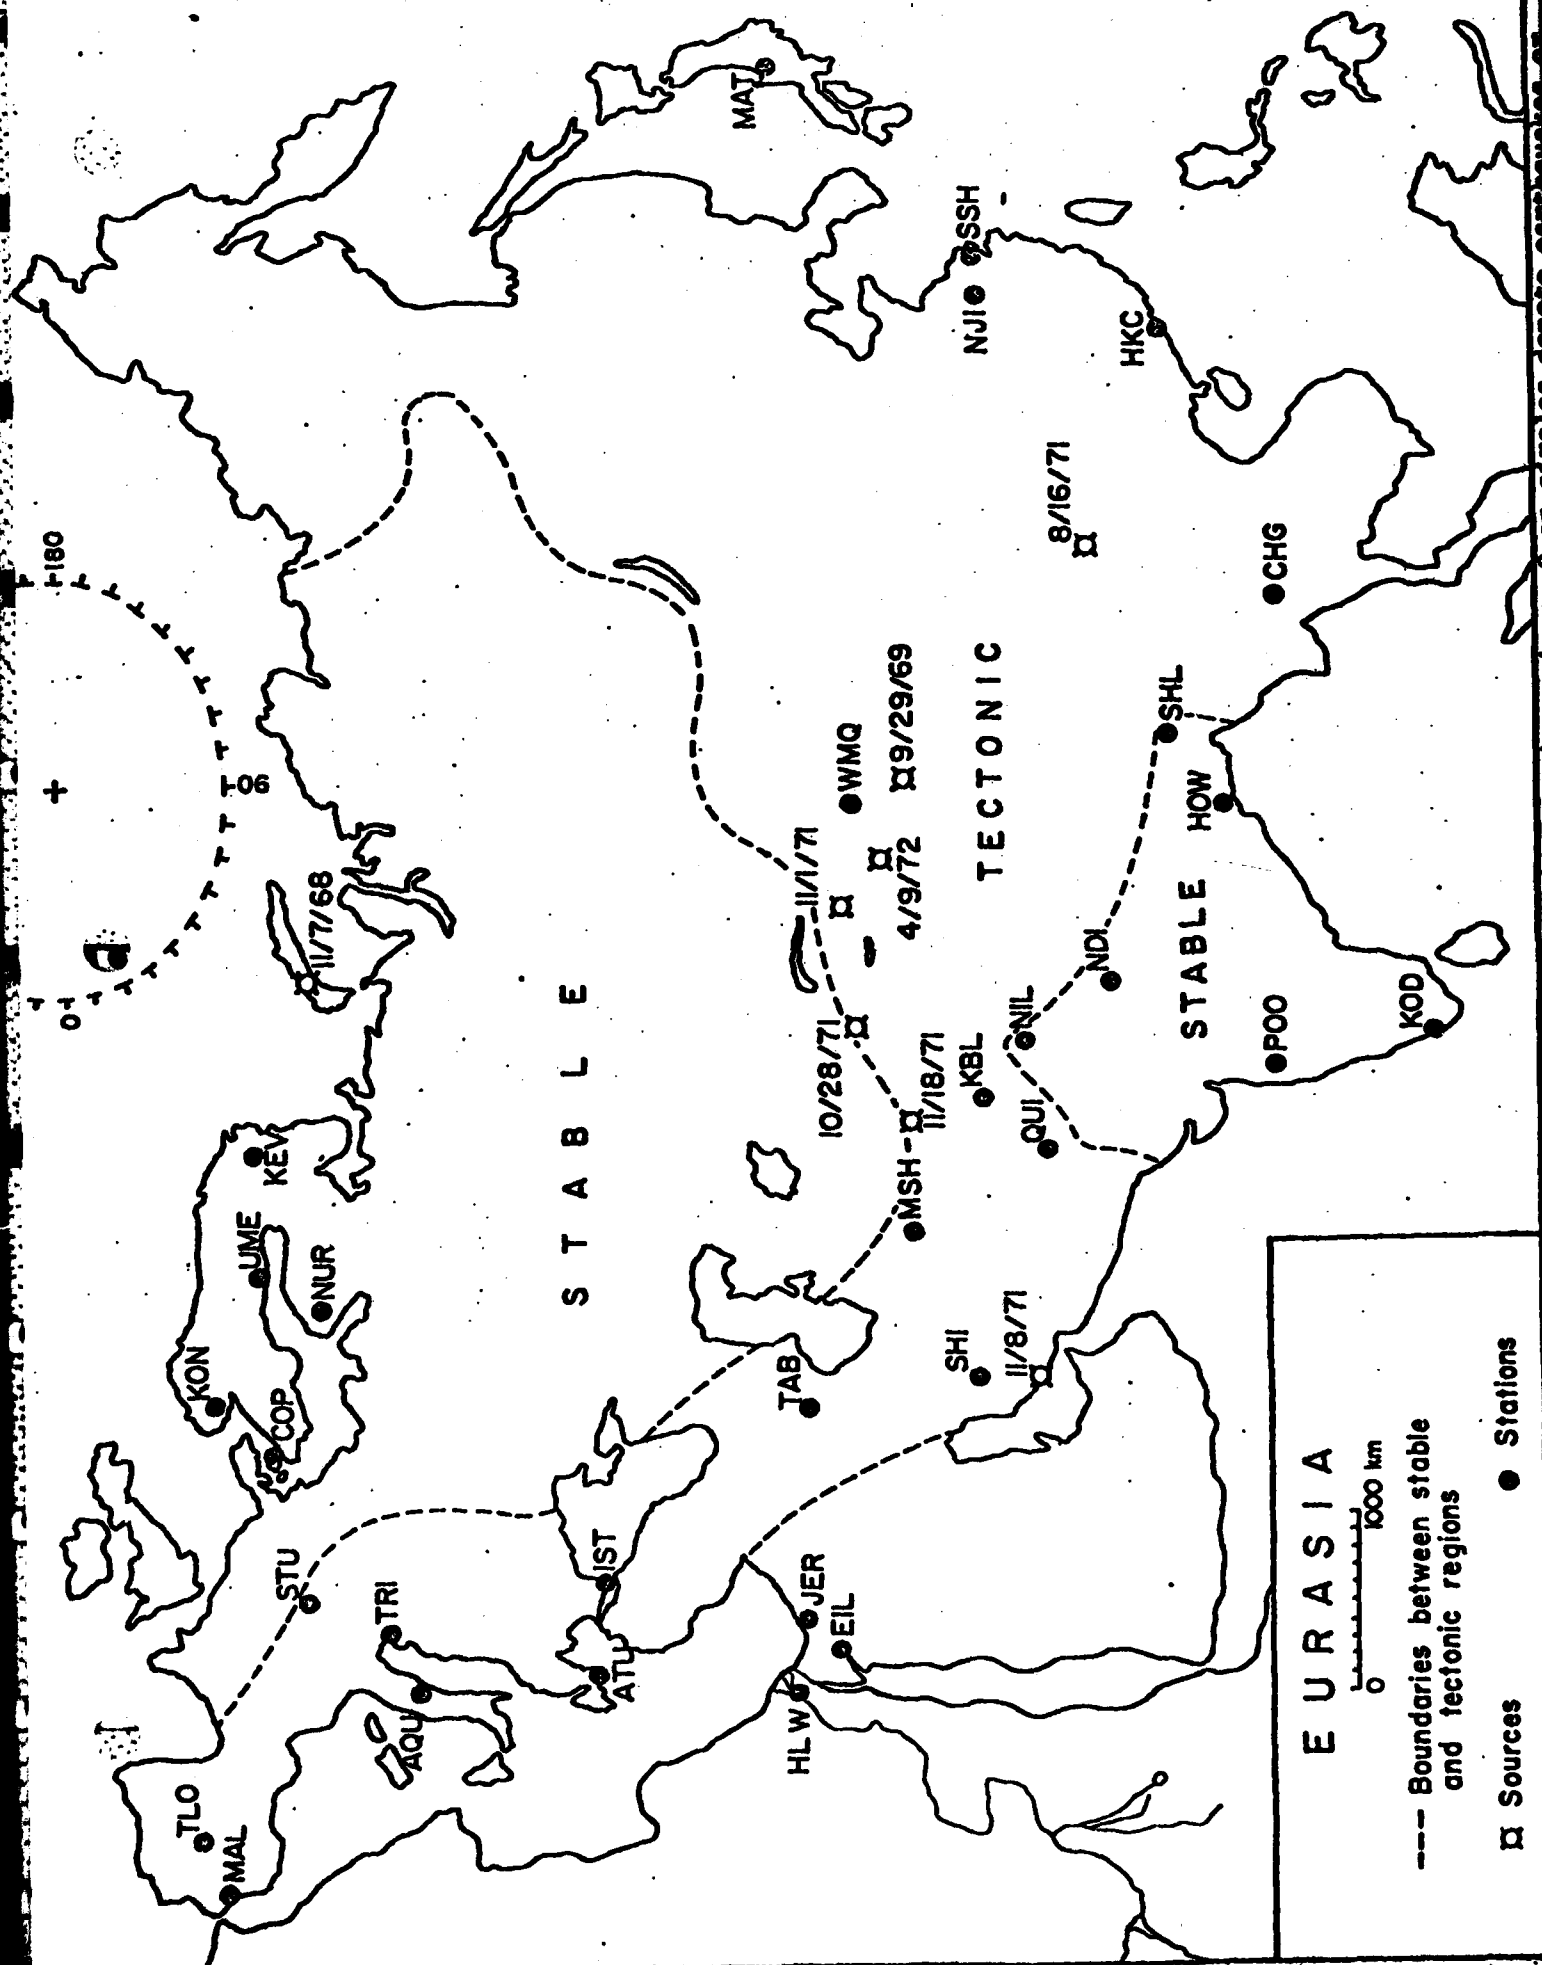 180
90
0
11/7/68
KEV
UME
NUR
KON
COP
STU
TRI
AQU
TLO
MAL
IST
ATU
JER
EIL
HLW
TAB
SHI
11/8/71
MSH
11/18/71
10/28/71
11/1/71
4/9/72
WMQ
9/29/69
KBL
NIL
QUI
NDI
SHL
HOW
POO
KOD
CHG
8/16/71
HKC
NJI
SSH
MAT
STABLE
TECTONIC
STABLE
EURASIA
0 1000 km
--- Boundaries between stable
and tectonic regions
Sources Stations